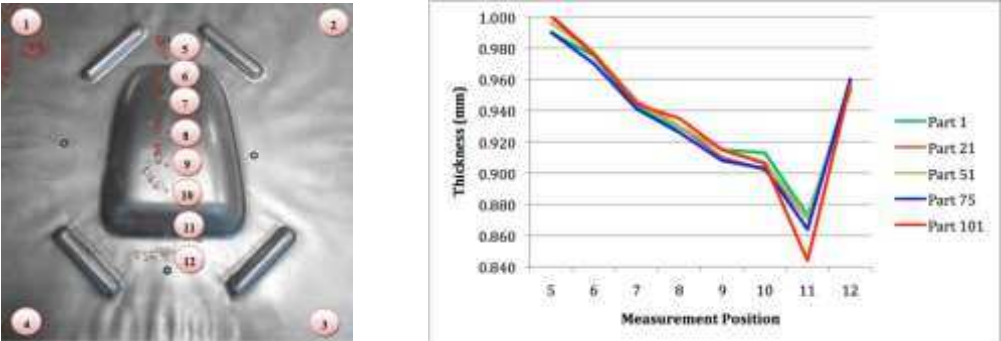 1
2
5
6
7
8
9
10
11
12
4
3
Thickness (mm)
1.000
0.980
0.960
0.940
0.920
0.900
0.880
0.860
0.840
5 6 7 8 9 10 11 12
Measurement Position
Part 1
Part 21
Part 51
Part 75
Part 101